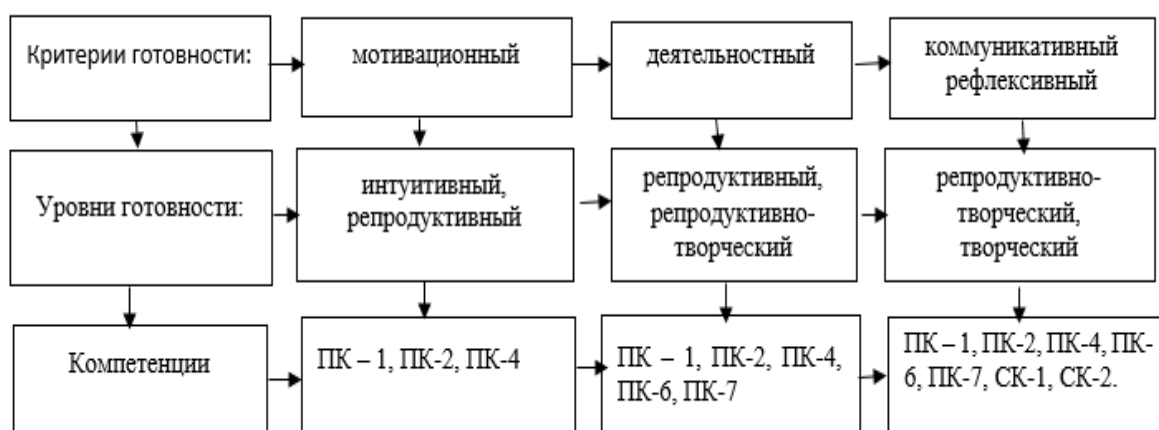 Критерии готовности:
мотивационный
деятельностный
коммуникативный
рефлексивный
Уровни готовности:
интуитивный,
репродуктивный
репродуктивный,
репродуктивно-
творческий
репродуктивно-
творческий,
творческий
Компетенции
ПК – 1, ПК-2, ПК-4
ПК – 1, ПК-2, ПК-4,
ПК-6, ПК-7
ПК – 1, ПК-2, ПК-4, ПК-
6, ПК-7, СК-1, СК-2.